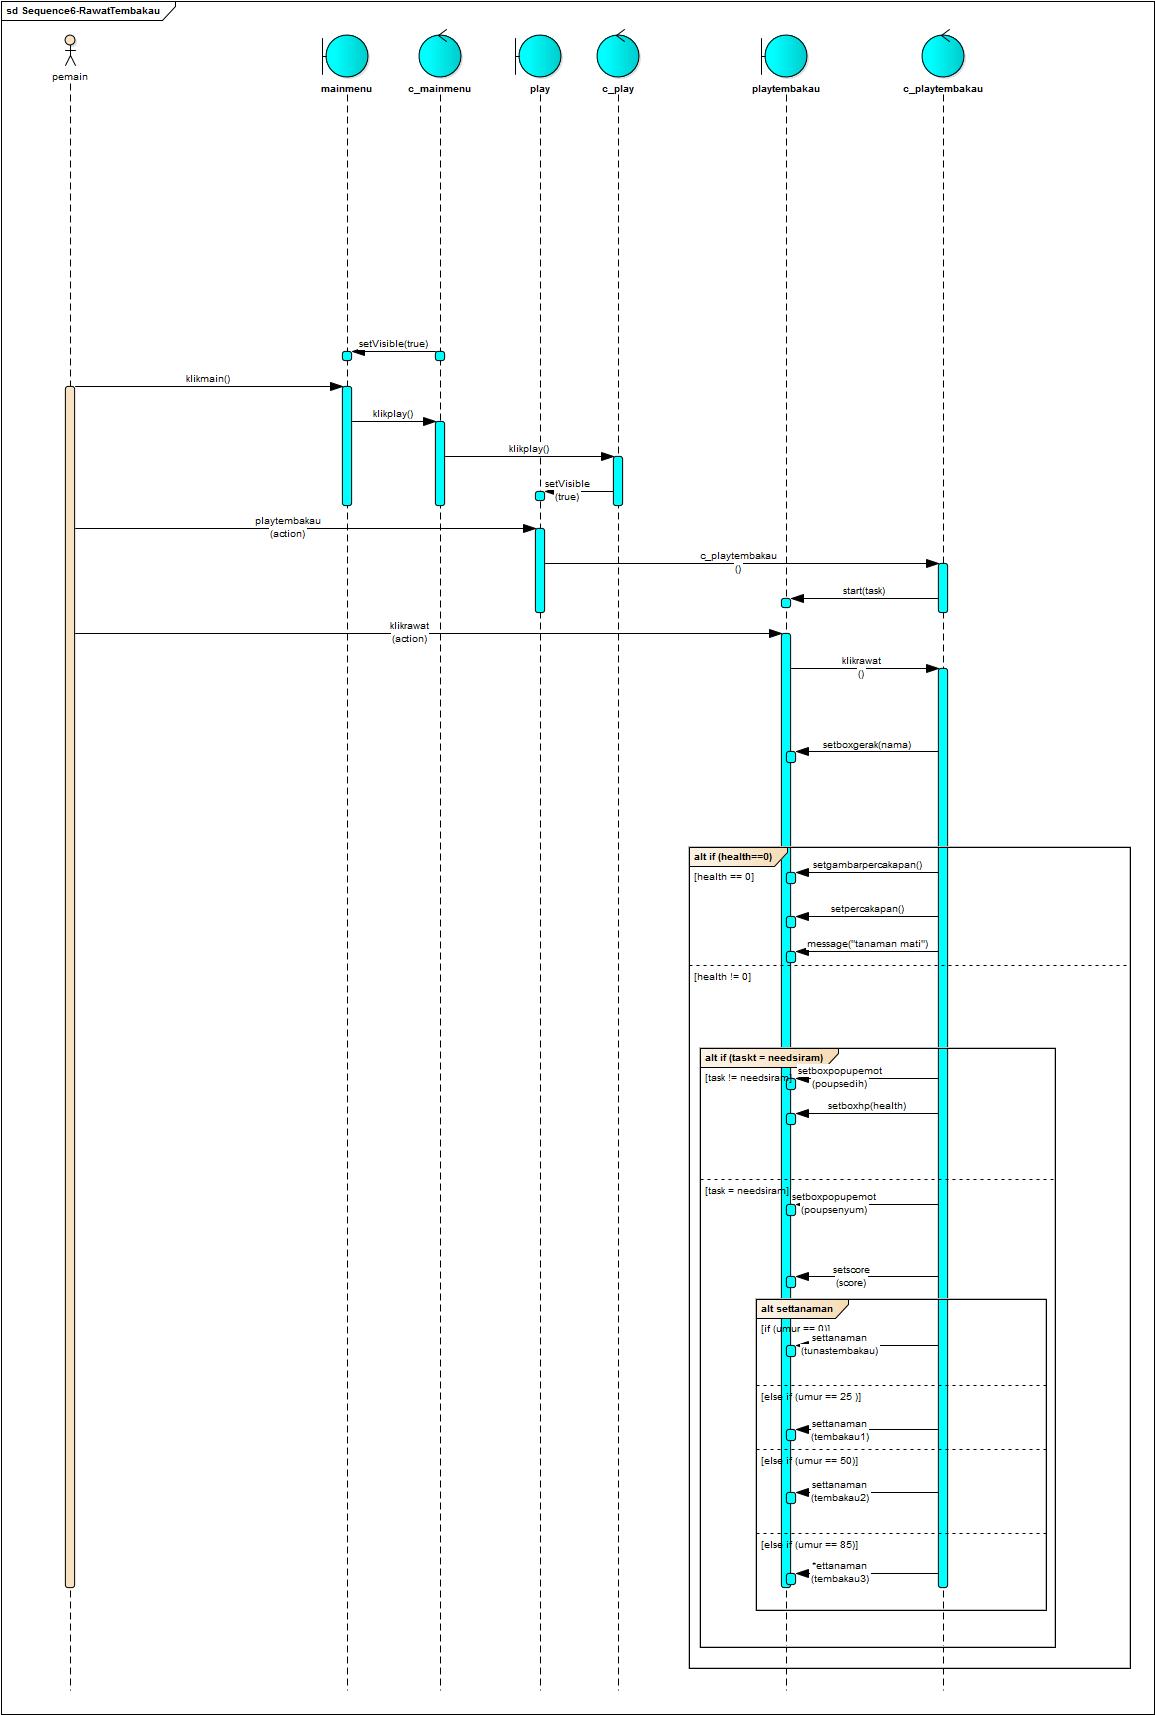 sd Sequence6-RawatTembakau
pemain
mainmenu
c_mainmenu
play
c_play
playtembakau
c_playtembakau
setVisible(true)
klikmain()
klikplay()
klikplay()
setVisible
(true)
playtembakau
(action)
c_playtembakau
()
start(task)
klikrawat
(action)
klikrawat
()
setboxgerak(nama)
alt if (health==0)
setgambarpercakapan()
[health == 0]
setpercakapan()
message("tanaman mati")
[health != 0]
alt if (taskt = needsiram)
setboxpopupemot
[task != needsiram]
(poupsedih)
setboxhp(health)
[task = needsiram]
setboxpopupemot
(poupsenyum)
setscore
(score)
alt settanaman
[if (umur == 0)]
settanaman
(tunastembakau)
[else if (umur == 25 )]
settanaman
(tembakau1)
[else if (umur == 50)]
settanaman
(tembakau2)
[else if (umur == 85)]
*ettanaman
(tembakau3)